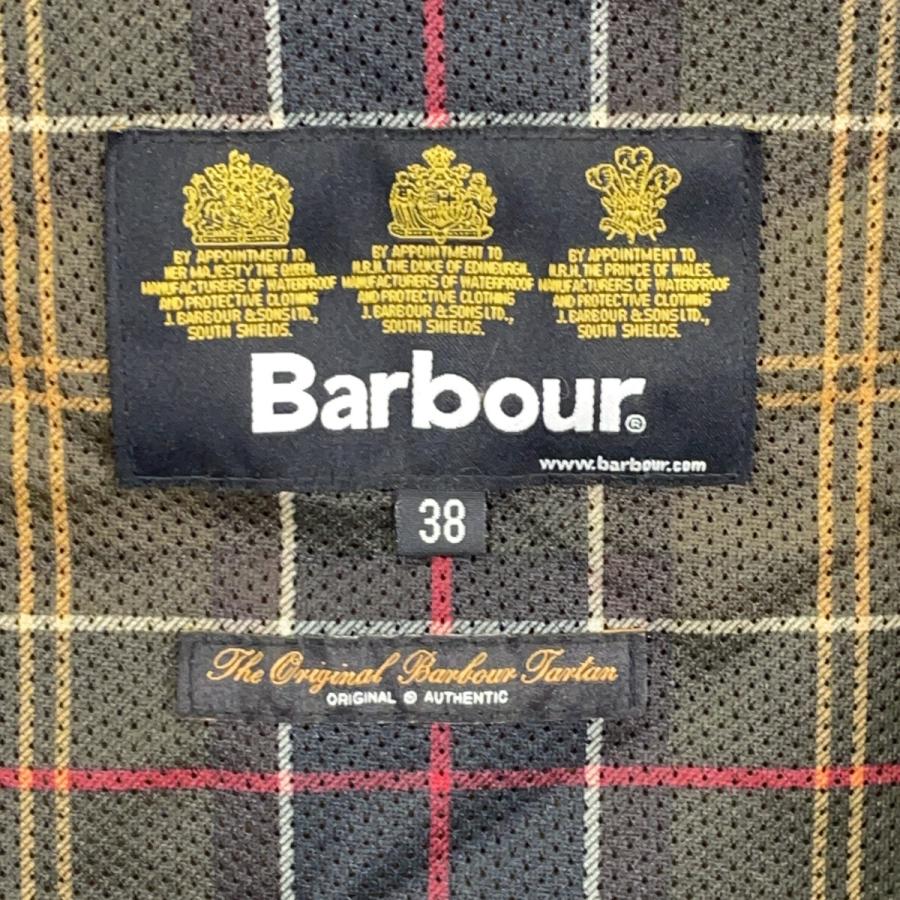 BY APPOINTMENT TO
HER MAJESTY THE QUEEN
MANUFACTURERS OF WATERPROOF
AND PROTECTIVE CLOTHING
J. BARBOUR & SONS LTD.,
SOUTH SHIELDS.
BY APPOINTMENT TO
H.R.H. THE DUKE OF EDINBURGH.
MANUFACTURERS OF WATERPROOF
AND PROTECTIVE CLOTHING
J. BARBOUR & SONS LTD.,
SOUTH SHIELDS.
BY APPOINTMENT TO
H.R.H. THE PRINCE OF WALES.
MANUFACTURERS OF WATERPROOF
AND PROTECTIVE CLOTHING
J. BARBOUR & SONS LTD.,
SOUTH SHIELDS.
Barbour®
www.barbour.com
38
The Original Barbour Tartan
ORIGINAL & AUTHENTIC